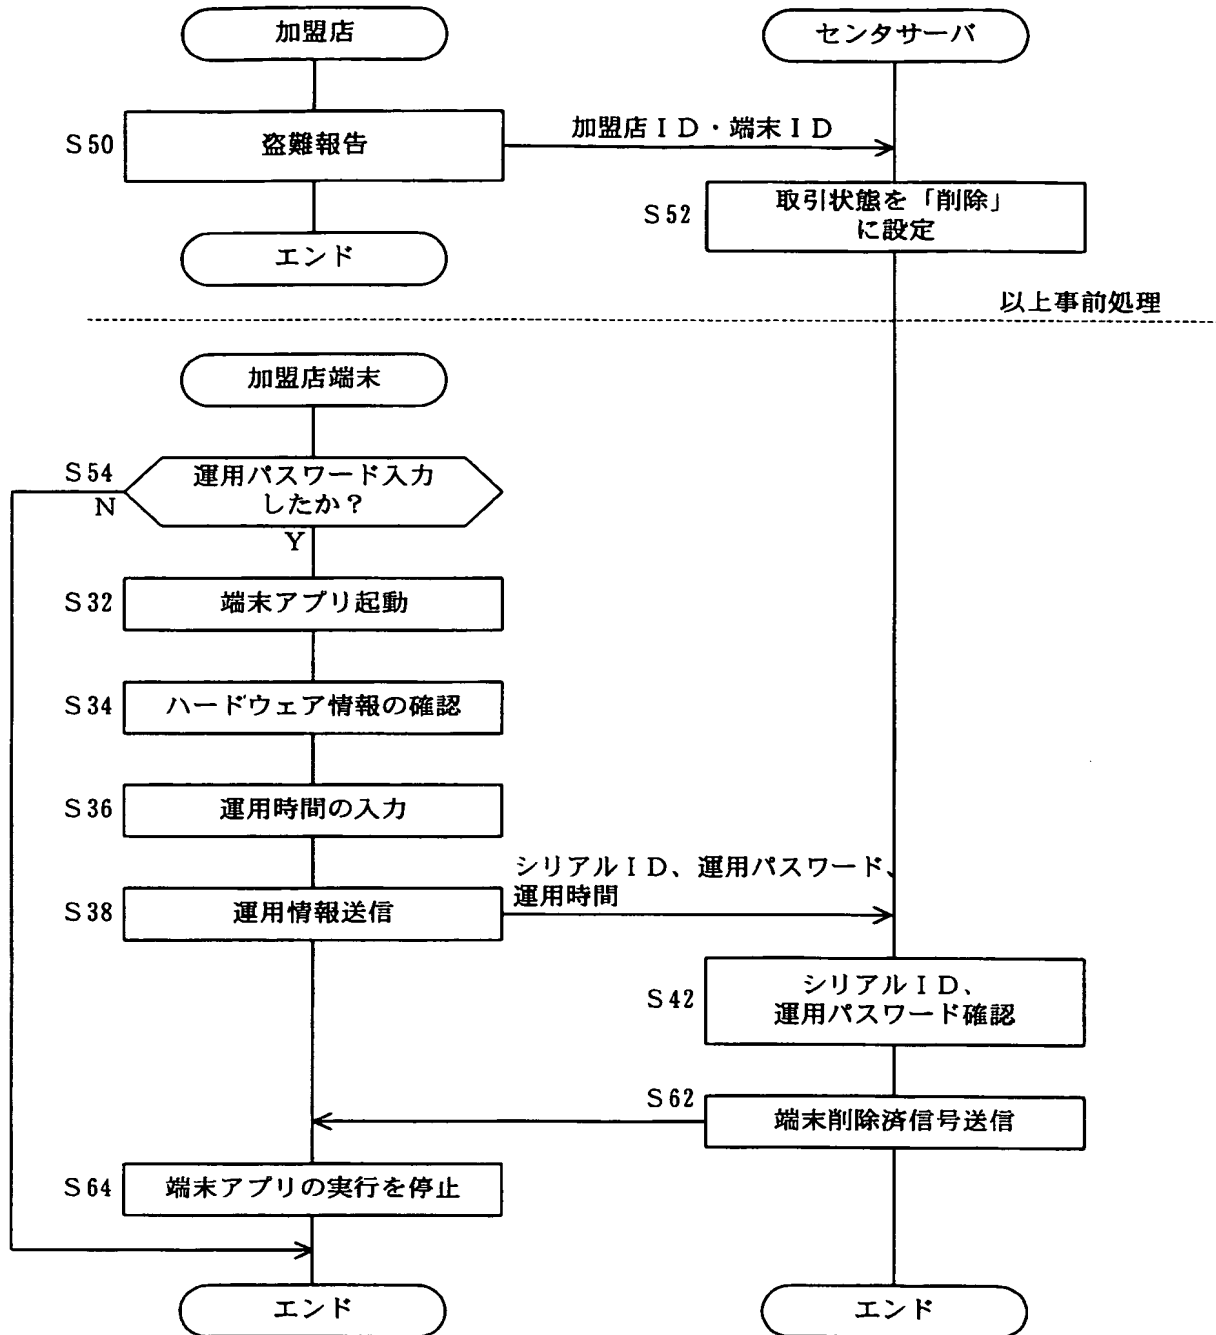 加盟店
センタサーバ
S50
盗難報告
加盟店ID・端末ID
S52
取引状態を「削除」
に設定
エンド
以上事前処理
加盟店端末
S54
運用パスワード入力
したか？
N
Y
S32
端末アプリ起動
S34
ハードウェア情報の確認
S36
運用時間の入力
シリアルID、運用パスワード、
運用時間
S38
運用情報送信
S42
シリアルID、
運用パスワード確認
S62
端末削除済信号送信
S64
端末アプリの実行を停止
エンド
エンド